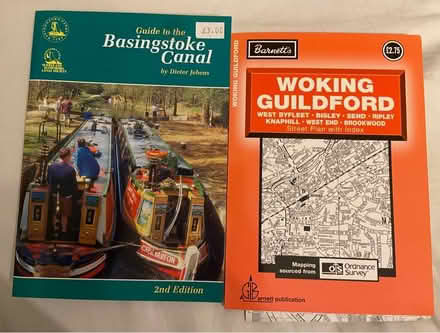 Guide to the
£3.00
Basingstoke
Canal
by Dieter Jebens
2nd Edition
WOKING GUILDFORD
Barnett's
£2.75
WOKING
GUILDFORD
WEST BYFLEET · BISLEY · SEND · RIPLEY
KNAPHILL · WEST END · BROOKWOOD
Street Plan with Index
Mapping
sourced from
OS
Ordnance
Survey
Barnett publication